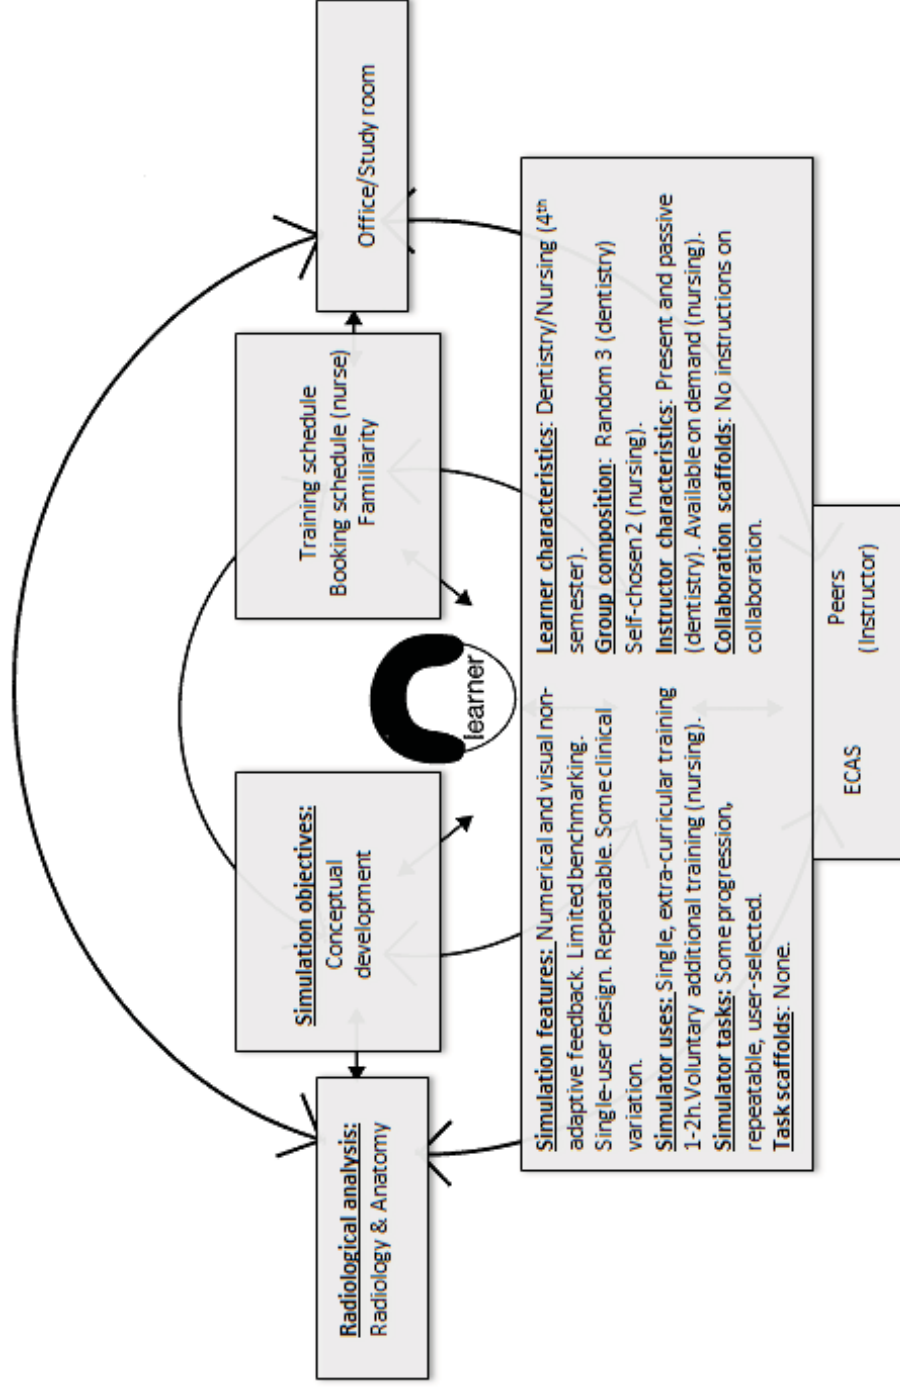 Radiological analysis:
Radiology & Anatomy
Simulation objectives:
Conceptual
development
Training schedule
Booking schedule (nurse)
Familiarity
Office/Study room
learner
Simulation features: Numerical and visual non-
adaptive feedback. Limited benchmarking.
Single-user design. Repeatable. Some clinical
variation.
Simulator uses: Single, extra-curricular training
1-2h.Voluntary additional training (nursing).
Simulator tasks: Some progression,
repeatable, user-selected.
Task scaffolds: None.
Learner characteristics: Dentistry/Nursing (4th
semester).
Group composition: Random 3 (dentistry)
Self-chosen 2 (nursing).
Instructor characteristics: Present and passive
(dentistry). Available on demand (nursing).
Collaboration scaffolds: No instructions on
collaboration.
ECAS
Peers
(Instructor)